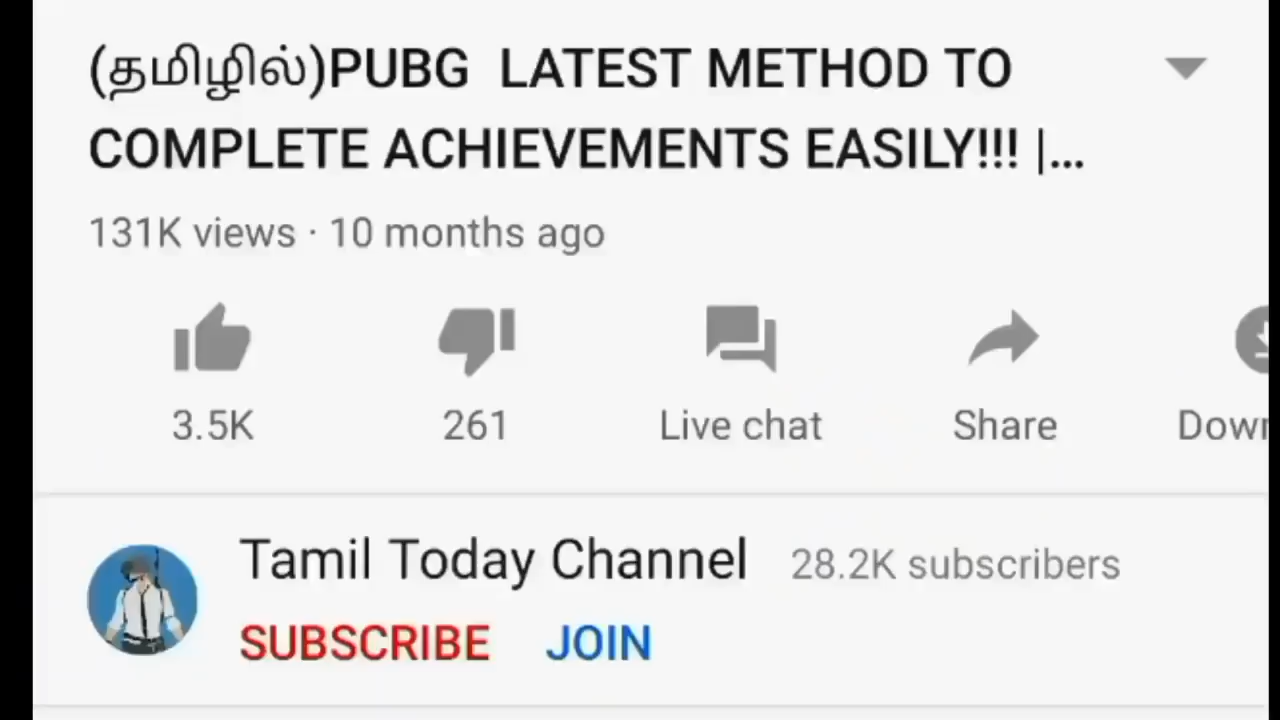 (தமிழில்)PUBG LATEST METHOD TO
COMPLETE ACHIEVEMENTS EASILY!!! |...
131K views · 10 months ago
3.5K 261 Live chat Share Down
SUBSCRIBE JOIN
Tamil Today Channel 28.2K subscribers